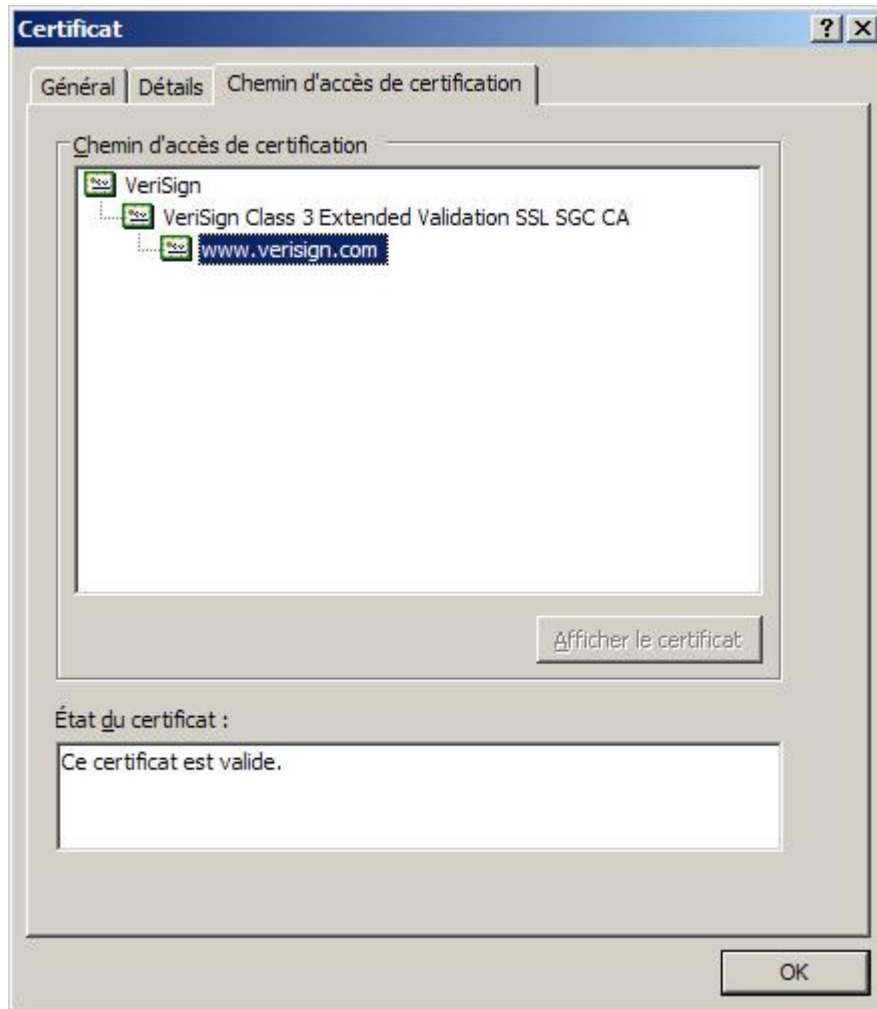 Certificat
Général Détails Chemin d'accès de certification
Chemin d'accès de certification
VeriSign
VeriSign Class 3 Extended Validation SSL SGC CA
www.verisign.com
Afficher le certificat
État du certificat :
Ce certificat est valide.
OK